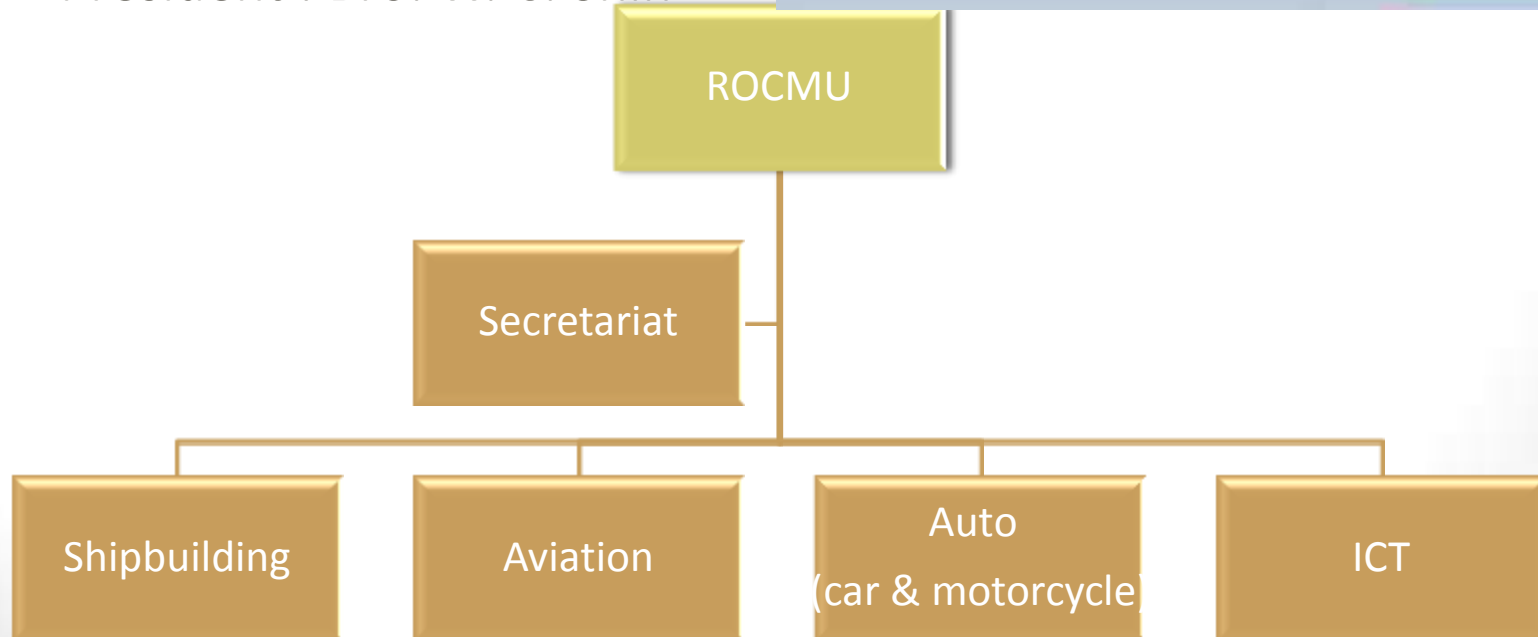 ROCMU
Secretariat
Shipbuilding
Aviation
Auto
(car & motorcycle)
ICT